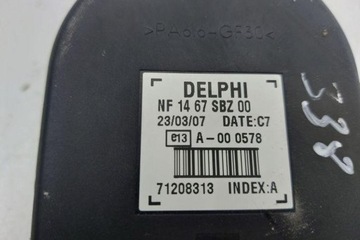 >PA6.6-GF30<
DELPHI
NF 14 67 SBZ 00
23/03/07 DATE:C7
e13 A-00 0578
71208313 INDEX:A
338